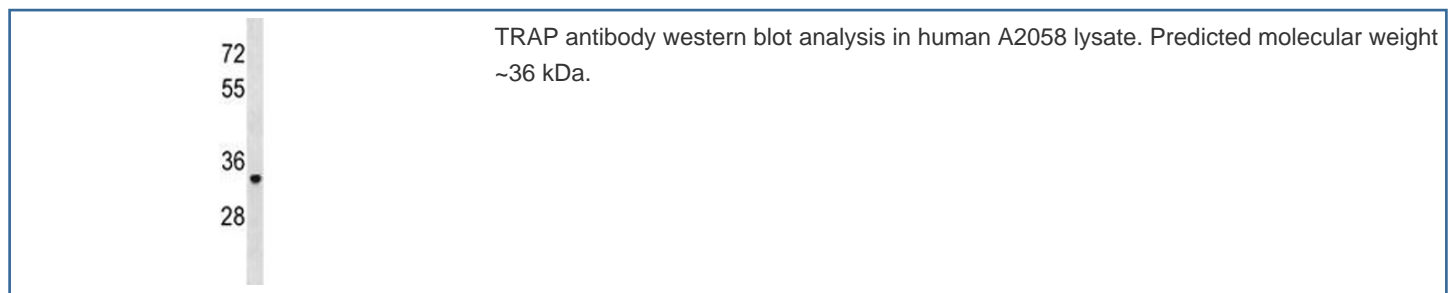 TRAP antibody western blot analysis in human A2058 lysate. Predicted molecular weight
~36 kDa.
72
55
36
28